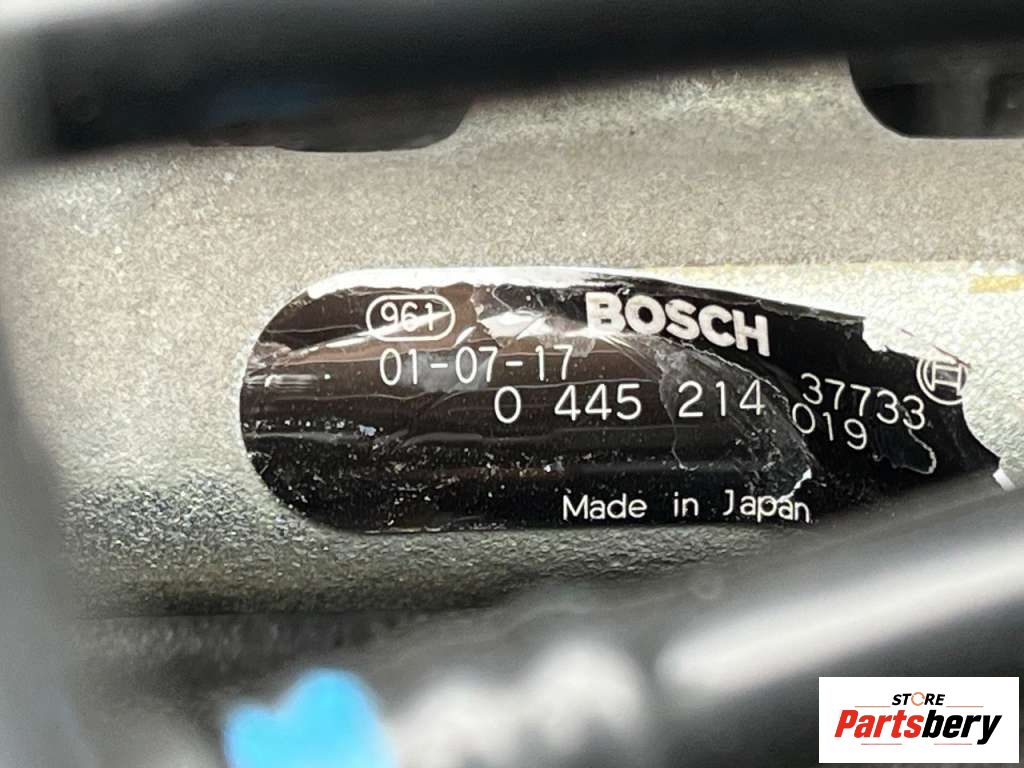 961
BOSCH
01-07-17
37733
0 445 214 019
Made in Japan
STORE
Partsbery